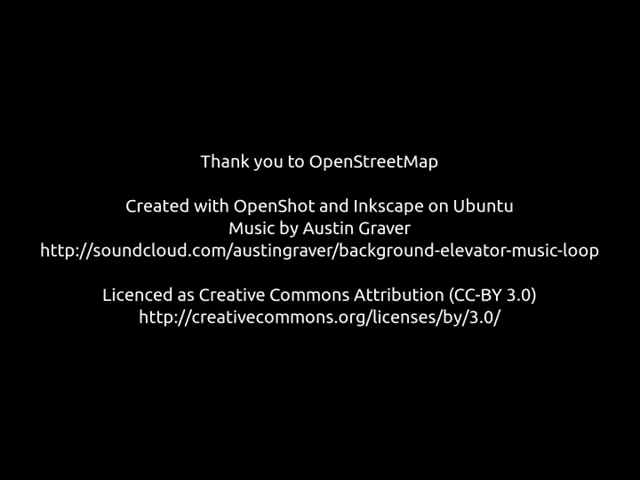 Thank you to OpenStreetMap
Created with OpenShot and Inkscape on Ubuntu
Music by Austin Graver
http://soundcloud.com/austingraver/background-elevator-music-loop
Licenced as Creative Commons Attribution (CC-BY 3.0)
http://creativecommons.org/licenses/by/3.0/